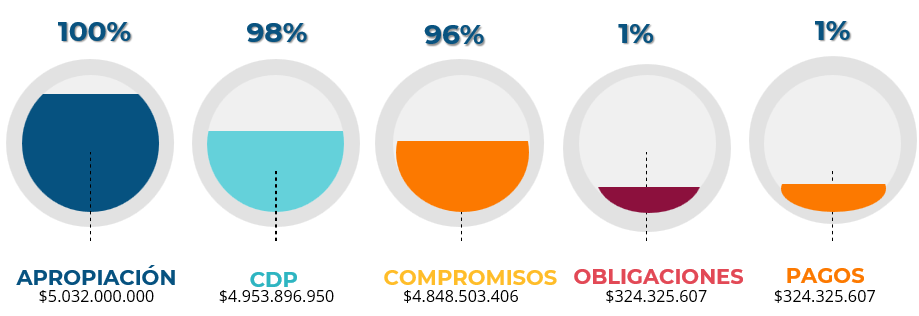 100%
98%
96%
1%
1%
APROPIACIÓN
$5.032.000.000
CDP
$4.953.896.950
COMPROMISOS
$4.848.503.406
OBLIGACIONES
$324.325.607
PAGOS
$324.325.607